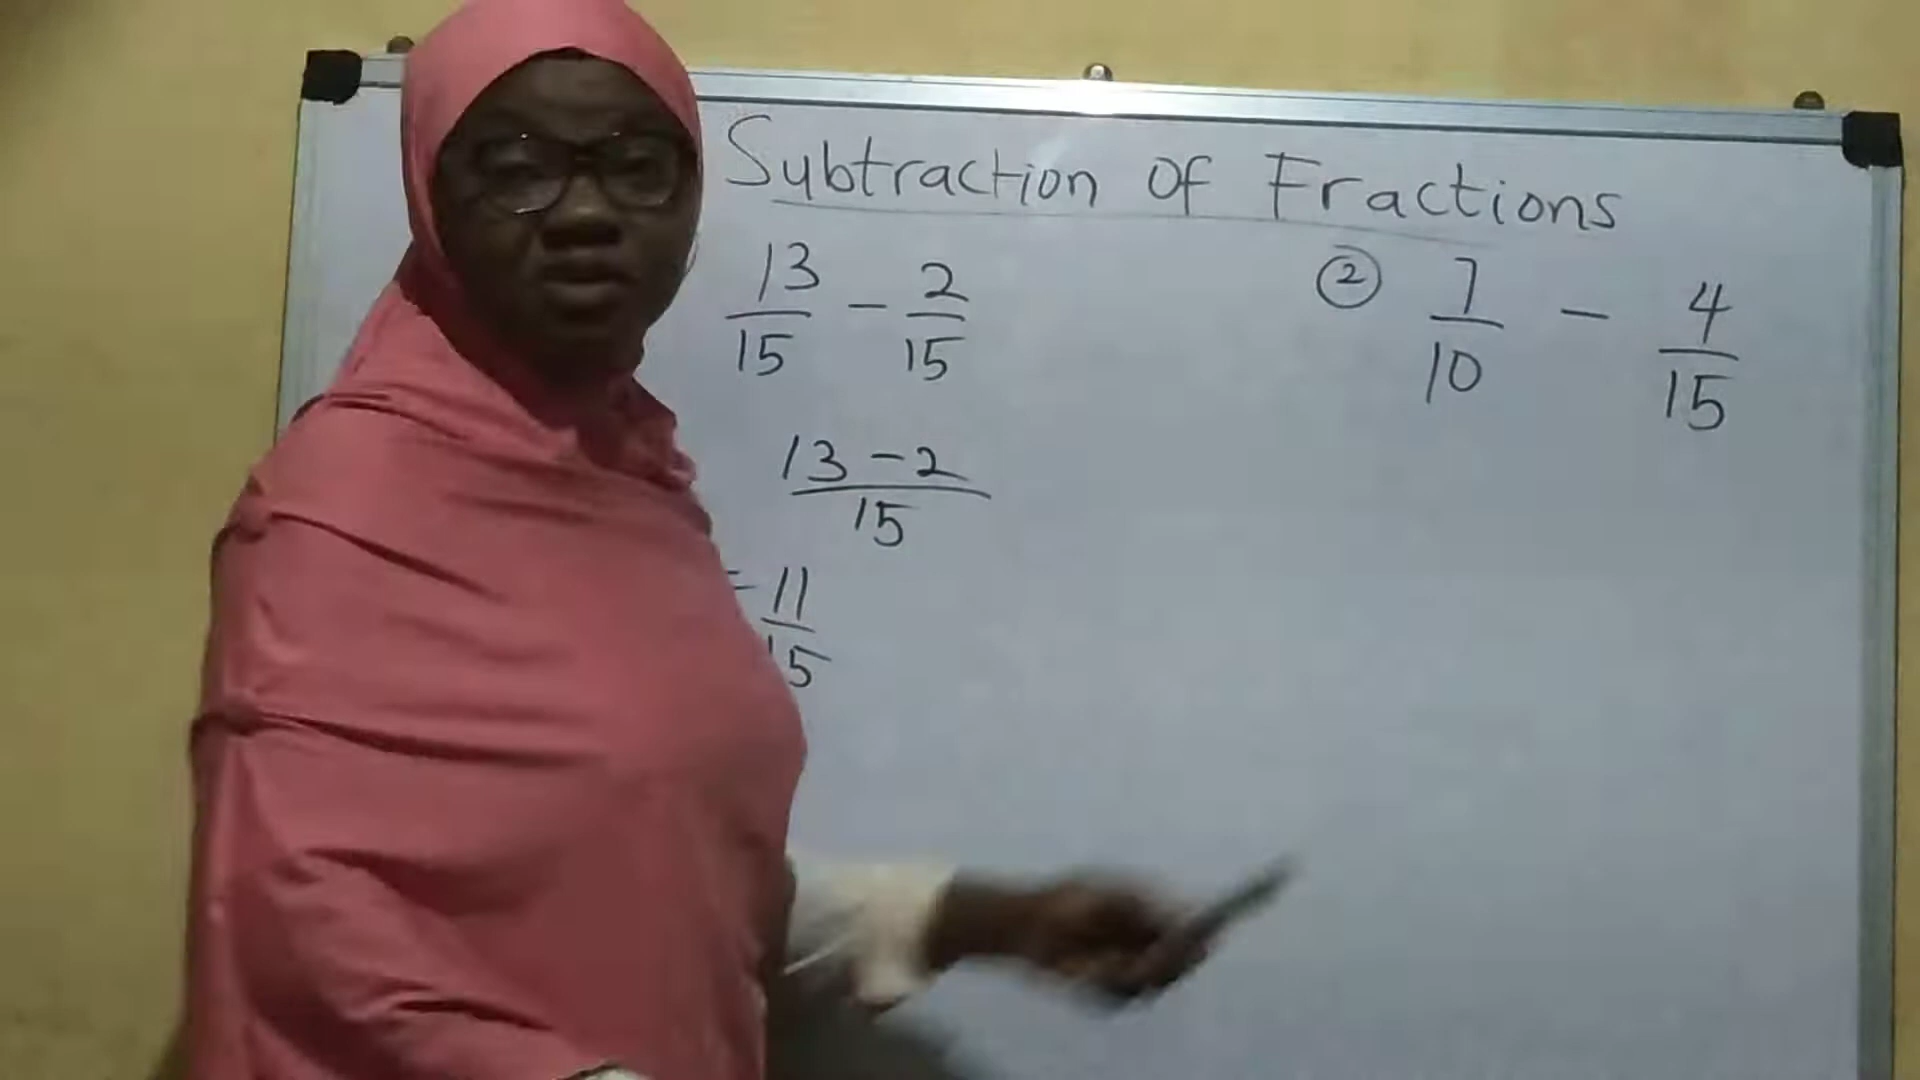 Subtraction of Fractions
13/15 - 2/15
13-2/15
= 11/15
② 7/10 - 4/15